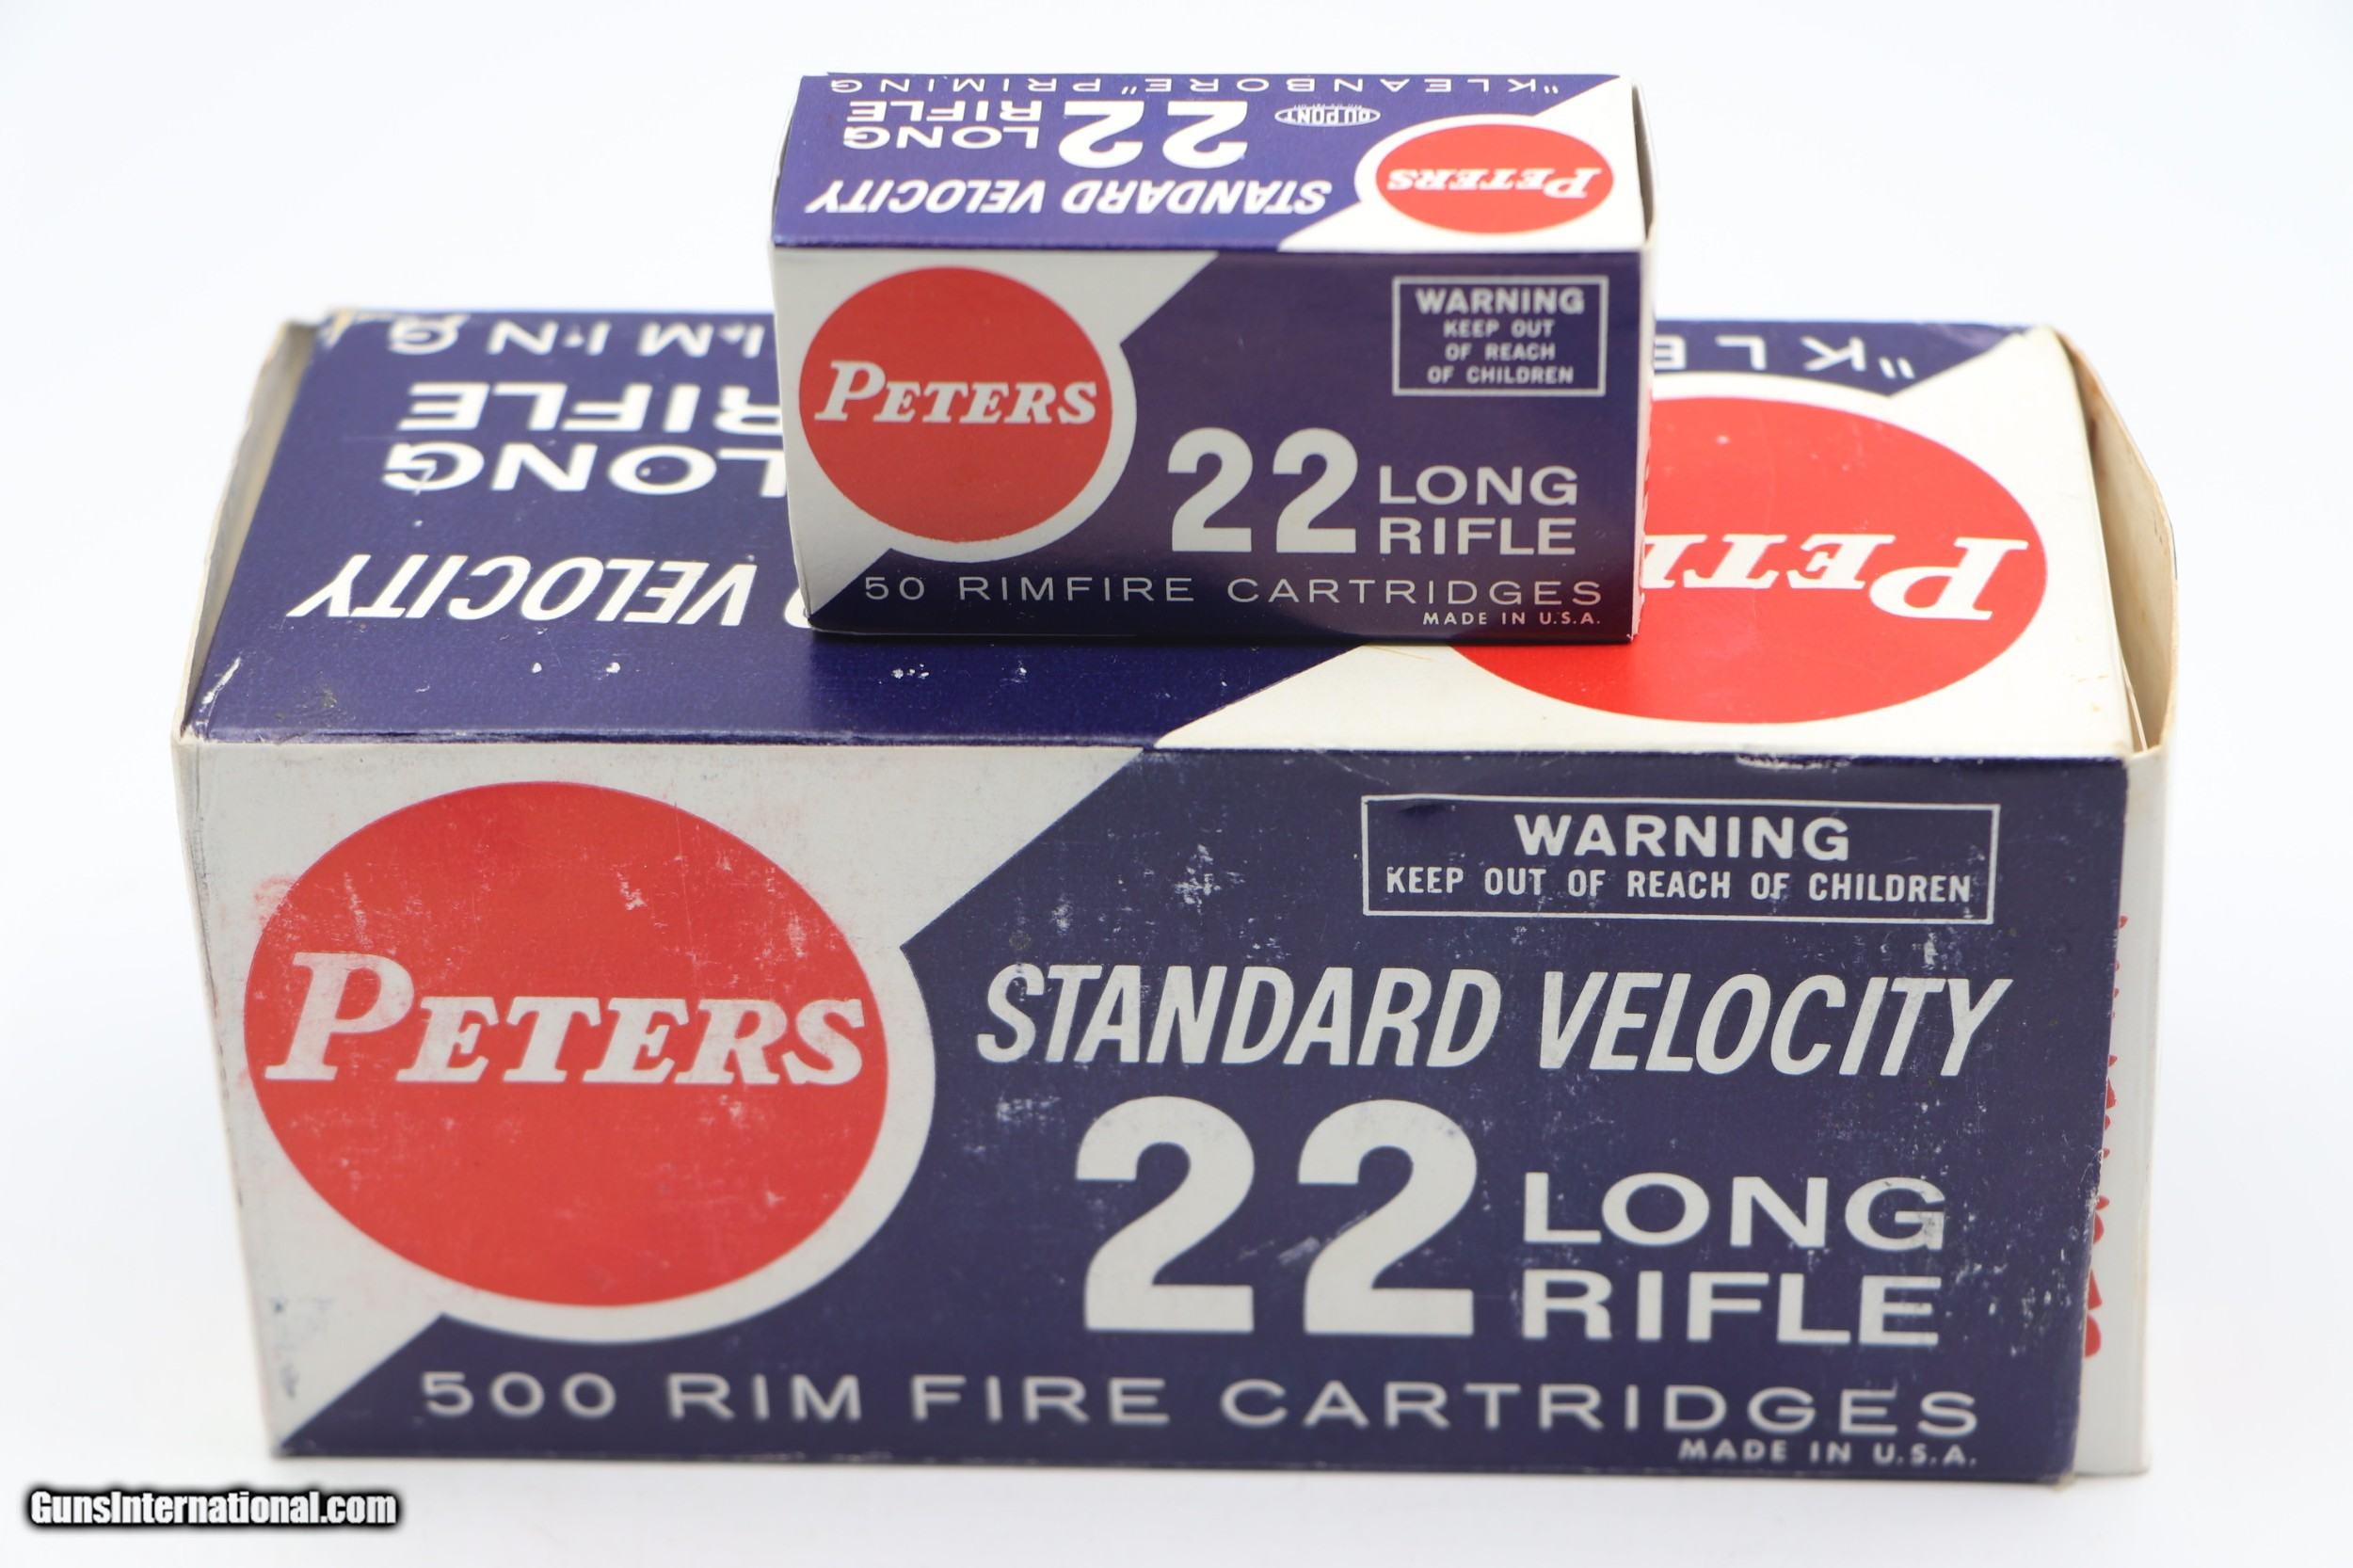 "KLEANBORE" PRIMING
DU PONT
22 LONG
RIFLE
STANDARD VELOCITY
PETERS
PETERS
WARNING
KEEP OUT
OF REACH
OF CHILDREN
22 LONG
RIFLE
50 RIMFIRE CARTRIDGES
MADE IN U.S.A.
LONG
RIFLE
VELOCITY
PETERS
WARNING
KEEP OUT OF REACH OF CHILDREN
STANDARD VELOCITY
22 LONG
RIFLE
500 RIM FIRE CARTRIDGES
MADE IN U.S.A.
GunsInternational.com